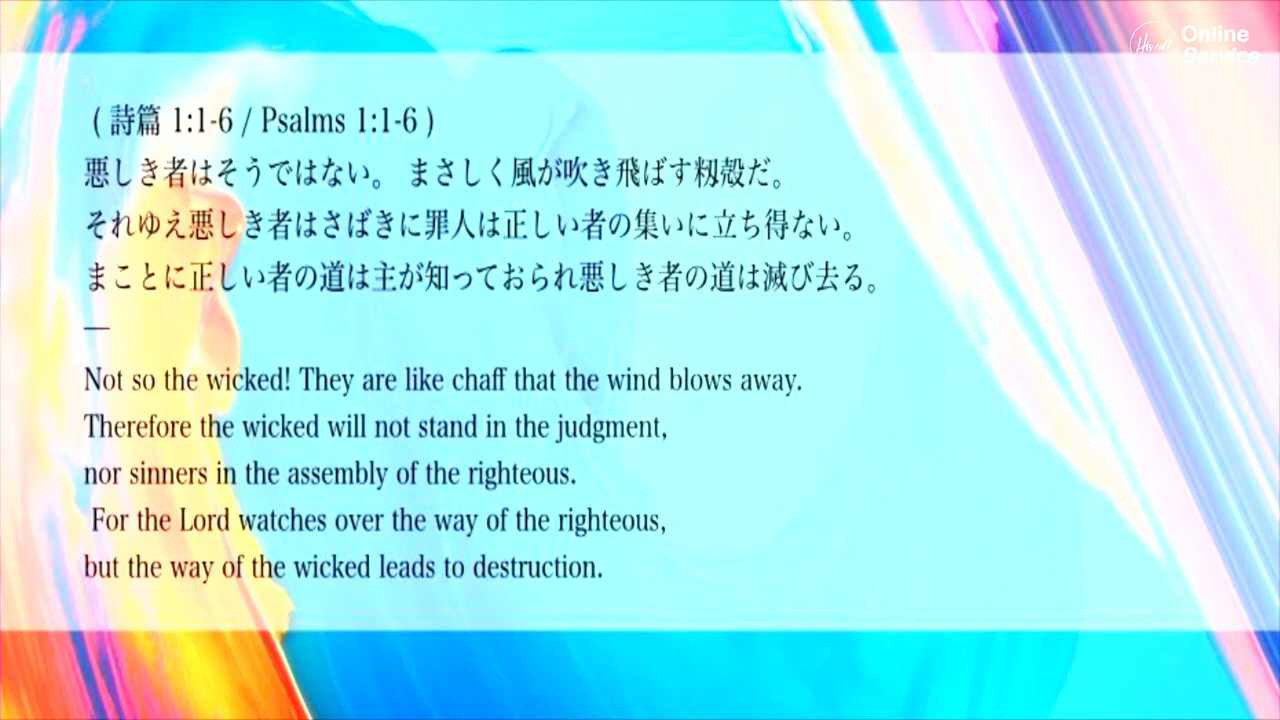 Online
Service
( 詩篇 1:1-6 / Psalms 1:1-6 )
悪しき者はそうではない。 まさしく風が吹き飛ばす籾殻だ。
それゆえ悪しき者はさばきに罪人は正しい者の集いに立ち得ない。
まことに正しい者の道は主が知っておられ悪しき者の道は滅び去る。
—
Not so the wicked! They are like chaff that the wind blows away.
Therefore the wicked will not stand in the judgment,
nor sinners in the assembly of the righteous.
For the Lord watches over the way of the righteous,
but the way of the wicked leads to destruction.